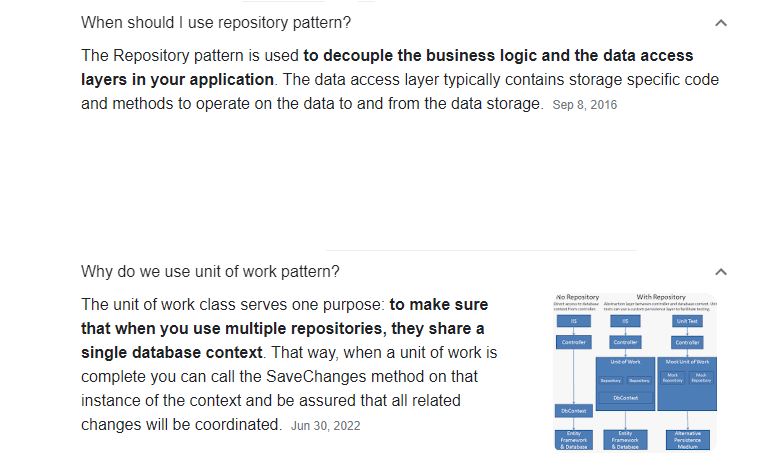 When should I use repository pattern?
The Repository pattern is used to decouple the business logic and the data access
layers in your application. The data access layer typically contains storage specific code
and methods to operate on the data to and from the data storage. Sep 8, 2016
Why do we use unit of work pattern?
The unit of work class serves one purpose: to make sure
that when you use multiple repositories, they share a
single database context. That way, when a unit of work is
complete you can call the SaveChanges method on that
instance of the context and be assured that all related
changes will be coordinated. Jun 30, 2022
No Repository
With Repository
Direct access to database
context from controller.
Abstraction layer between controller and database context. Unit
tests can use a custom persistence layer to facilitate testing.
IIS
IIS
Unit Test
Controller
Controller
Controller
Unit of Work
Mock Unit of Work
Repository
Repository
Mock
Repository
Mock
Repository
DbContext
DbContext
Entity
Framework
& Database
Entity
Framework
& Database
Alternative
Persistence
Medium